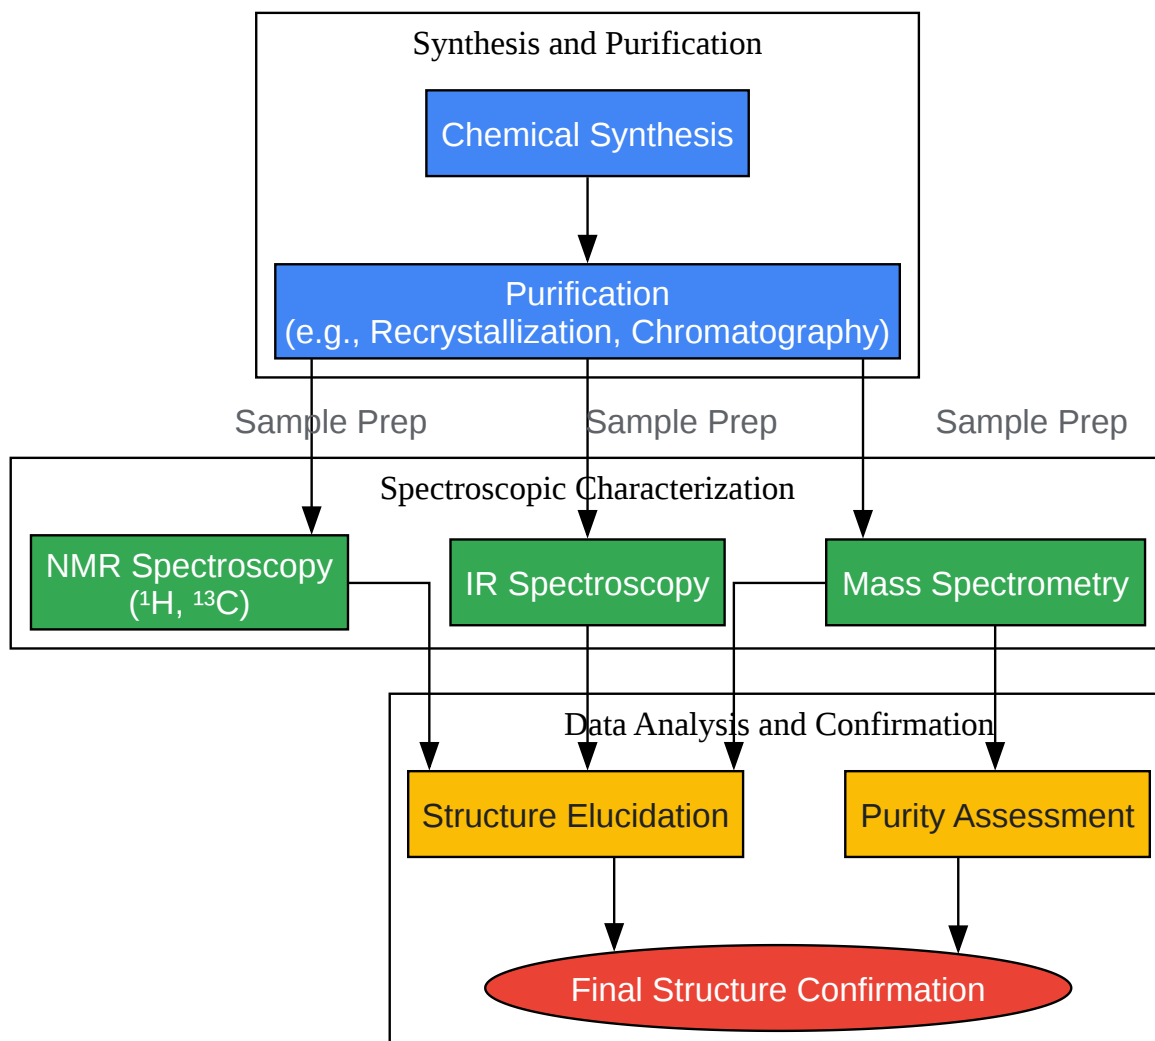 Synthesis and Purification
Chemical Synthesis
Purification
(e.g., Recrystallization, Chromatography)
Sample Prep
Sample Prep
Sample Prep
Spectroscopic Characterization
NMR Spectroscopy
(¹H, ¹³C)
IR Spectroscopy
Mass Spectrometry
Data Analysis and Confirmation
Structure Elucidation
Purity Assessment
Final Structure Confirmation